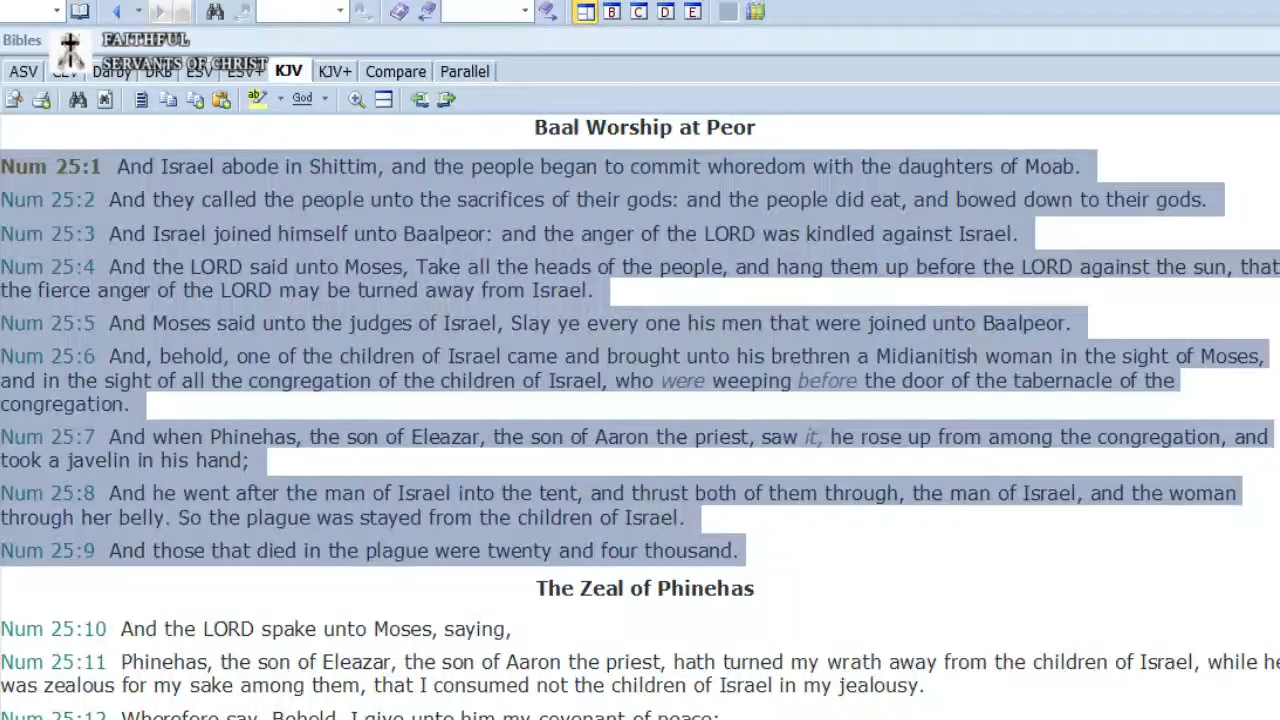 B C D E
Bibles
FAITHFUL
SERVANTS OF CHRIST
ASV Darby DRB ESV ESV+ KJV KJV+ Compare Parallel
ab God
Baal Worship at Peor
Num 25:1 And Israel abode in Shittim, and the people began to commit whoredom with the daughters of Moab.
Num 25:2 And they called the people unto the sacrifices of their gods: and the people did eat, and bowed down to their gods.
Num 25:3 And Israel joined himself unto Baalpeor: and the anger of the LORD was kindled against Israel.
Num 25:4 And the LORD said unto Moses, Take all the heads of the people, and hang them up before the LORD against the sun, that
the fierce anger of the LORD may be turned away from Israel.
Num 25:5 And Moses said unto the judges of Israel, Slay ye every one his men that were joined unto Baalpeor.
Num 25:6 And, behold, one of the children of Israel came and brought unto his brethren a Midianitish woman in the sight of Moses,
and in the sight of all the congregation of the children of Israel, who were weeping before the door of the tabernacle of the
congregation.
Num 25:7 And when Phinehas, the son of Eleazar, the son of Aaron the priest, saw it, he rose up from among the congregation, and
took a javelin in his hand;
Num 25:8 And he went after the man of Israel into the tent, and thrust both of them through, the man of Israel, and the woman
through her belly. So the plague was stayed from the children of Israel.
Num 25:9 And those that died in the plague were twenty and four thousand.
The Zeal of Phinehas
Num 25:10 And the LORD spake unto Moses, saying,
Num 25:11 Phinehas, the son of Eleazar, the son of Aaron the priest, hath turned my wrath away from the children of Israel, while he
was zealous for my sake among them, that I consumed not the children of Israel in my jealousy.
Num 25:12 Wherefore say, Behold, I give unto him my covenant of peace: